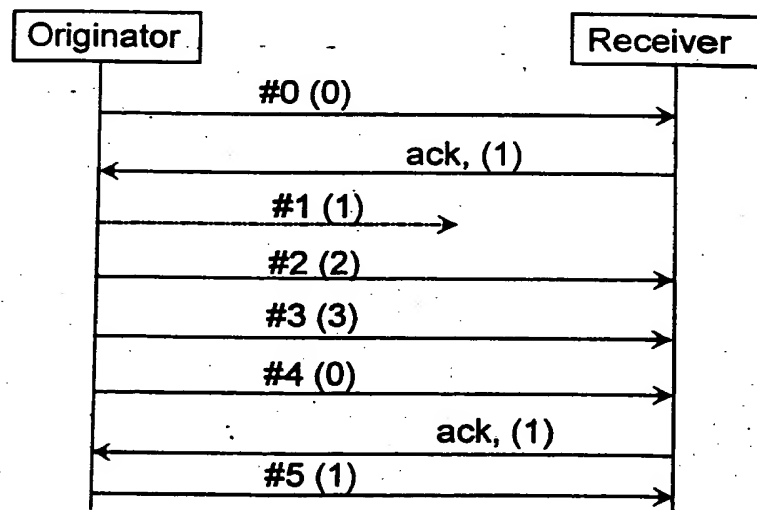 Originator
Receiver
#0 (0)
ack, (1)
#1 (1)
#2 (2)
#3 (3)
#4 (0)
ack, (1)
#5 (1)